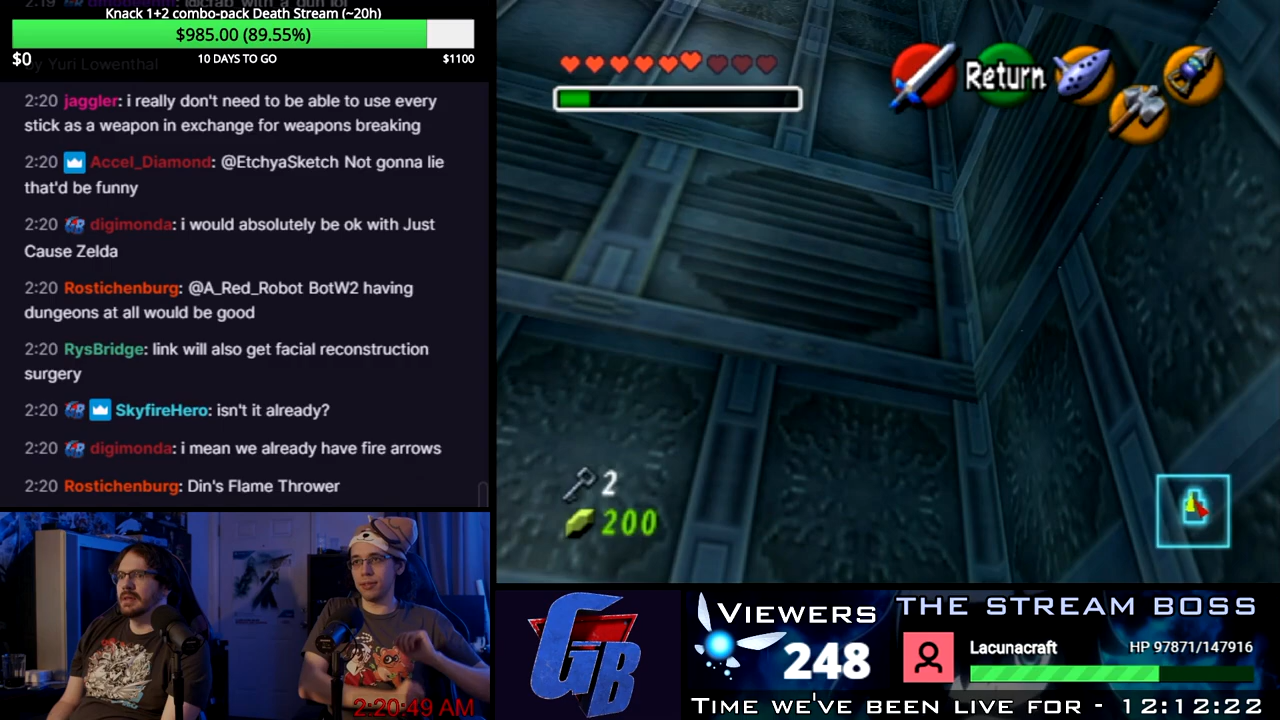 Knack 1+2 combo-pack Death Stream (~20h)
$985.00 (89.55%)
$0 10 DAYS TO GO $1100
by Yuri Lowenthal
2:20 jaggler: i really don't need to be able to use every
stick as a weapon in exchange for weapons breaking
2:20 Accel_Diamond: @EtchyaSketch Not gonna lie
that'd be funny
2:20 digimonda: i would absolutely be ok with Just
Cause Zelda
2:20 Rostichenburg: @A_Red_Robot BotW2 having
dungeons at all would be good
2:20 RysBridge: link will also get facial reconstruction
surgery
2:20 SkyfireHero: isn't it already?
2:20 digimonda: i mean we already have fire arrows
2:20 Rostichenburg: Din's Flame Thrower
2:20:49 AM
Return
2
200
GB
VIEWERS
248
THE STREAM BOSS
Lacunacraft HP 97871/147916
TIME WE'VE BEEN LIVE FOR - 12:12:22